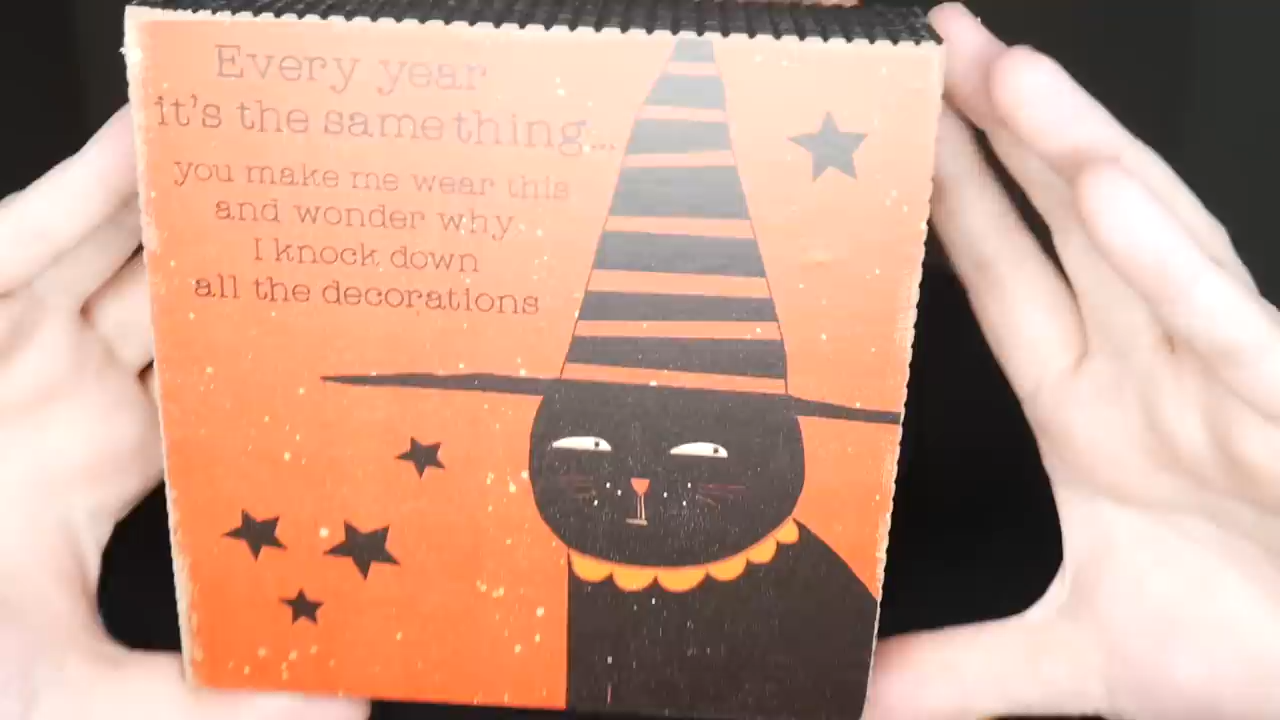 Every year
it's the same thing...
you make me wear this
and wonder why
I knock down
all the decorations